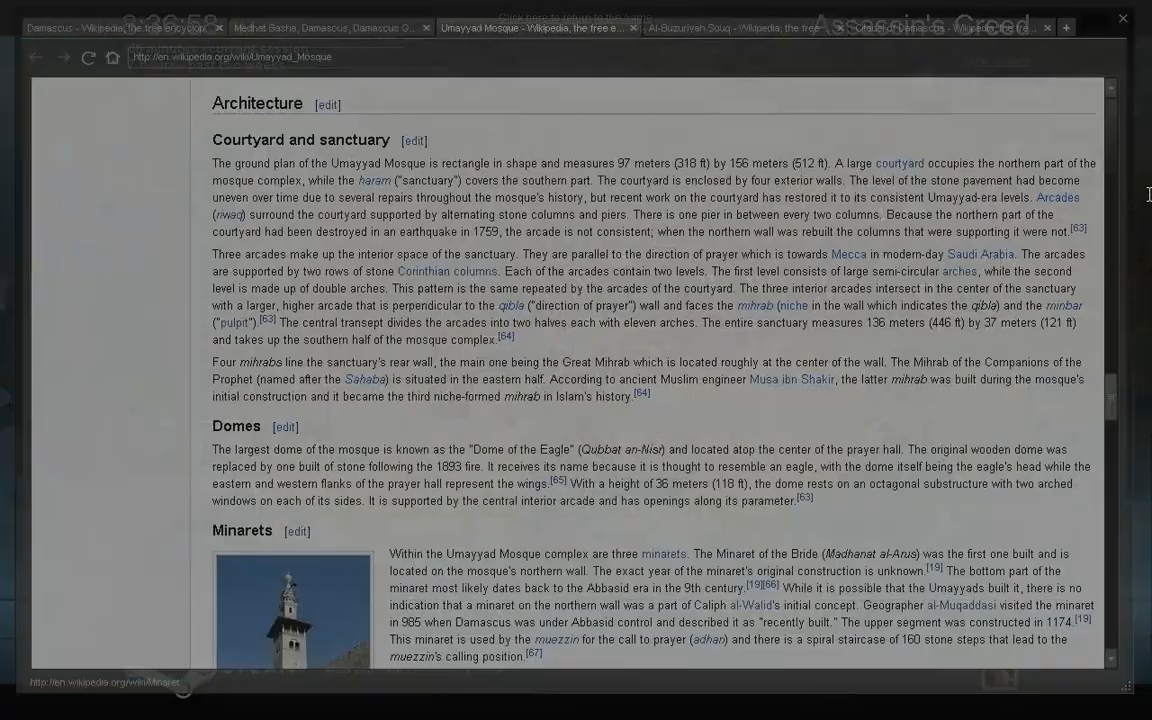 8:36:58
Click here to return to the game
Assassin's Creed
Damascus - Wikipedia, the free encyclopi
Medhat Basha, Damascus, Damascus G...
Umayyad Mosque - Wikipedia, the free e...
Al-Buzuriyah Souq - Wikipedia, the free
Citadel of Damascus - Wikipedia, the fre...
minutes current session
past two weeks
http://en.wikipedia.org/wiki/Umayyad_Mosque
Architecture [edit]
Courtyard and sanctuary [edit]
The ground plan of the Umayyad Mosque is rectangle in shape and measures 97 meters (318 ft) by 156 meters (512 ft). A large courtyard occupies the northern part of the
mosque complex, while the haram ("sanctuary") covers the southern part. The courtyard is enclosed by four exterior walls. The level of the stone pavement had become
uneven over time due to several repairs throughout the mosque's history, but recent work on the courtyard has restored it to its consistent Umayyad-era levels. Arcades
(riwaq) surround the courtyard supported by alternating stone columns and piers. There is one pier in between every two columns. Because the northern part of the
courtyard had been destroyed in an earthquake in 1759, the arcade is not consistent; when the northern wall was rebuilt the columns that were supporting it were not.[63]
Three arcades make up the interior space of the sanctuary. They are parallel to the direction of prayer which is towards Mecca in modern-day Saudi Arabia. The arcades
are supported by two rows of stone Corinthian columns. Each of the arcades contain two levels. The first level consists of large semi-circular arches, while the second
level is made up of double arches. This pattern is the same repeated by the arcades of the courtyard. The three interior arcades intersect in the center of the sanctuary
with a larger, higher arcade that is perpendicular to the qibla ("direction of prayer") wall and faces the mihrab (niche in the wall which indicates the qibla) and the minbar
("pulpit").[63] The central transept divides the arcades into two halves each with eleven arches. The entire sanctuary measures 136 meters (446 ft) by 37 meters (121 ft)
and takes up the southern half of the mosque complex.[64]
Four mihrabs line the sanctuary's rear wall, the main one being the Great Mihrab which is located roughly at the center of the wall. The Mihrab of the Companions of the
Prophet (named after the Sahaba) is situated in the eastern half. According to ancient Muslim engineer Musa ibn Shakir, the latter mihrab was built during the mosque's
initial construction and it became the third niche-formed mihrab in Islam's history.[64]
Domes [edit]
The largest dome of the mosque is known as the "Dome of the Eagle" (Qubbat an-Nisr) and located atop the center of the prayer hall. The original wooden dome was
replaced by one built of stone following the 1893 fire. It receives its name because it is thought to resemble an eagle, with the dome itself being the eagle's head while the
eastern and western flanks of the prayer hall represent the wings.[65] With a height of 36 meters (118 ft), the dome rests on an octagonal substructure with two arched
windows on each of its sides. It is supported by the central interior arcade and has openings along its parameter.[63]
Minarets [edit]
Within the Umayyad Mosque complex are three minarets. The Minaret of the Bride (Madhanat al-Arus) was the first one built and is
located on the mosque's northern wall. The exact year of the minaret's original construction is unknown.[19] The bottom part of the
minaret most likely dates back to the Abbasid era in the 9th century.[19][66] While it is possible that the Umayyads built it, there is no
indication that a minaret on the northern wall was a part of Caliph al-Walid's initial concept. Geographer al-Muqaddasi visited the minaret
in 985 when Damascus was under Abbasid control and described it as "recently built." The upper segment was constructed in 1174.[19]
This minaret is used by the muezzin for the call to prayer (adhan) and there is a spiral staircase of 160 stone steps that lead to the
muezzin's calling position.[67]
http://en.wikipedia.org/wiki/Minaret